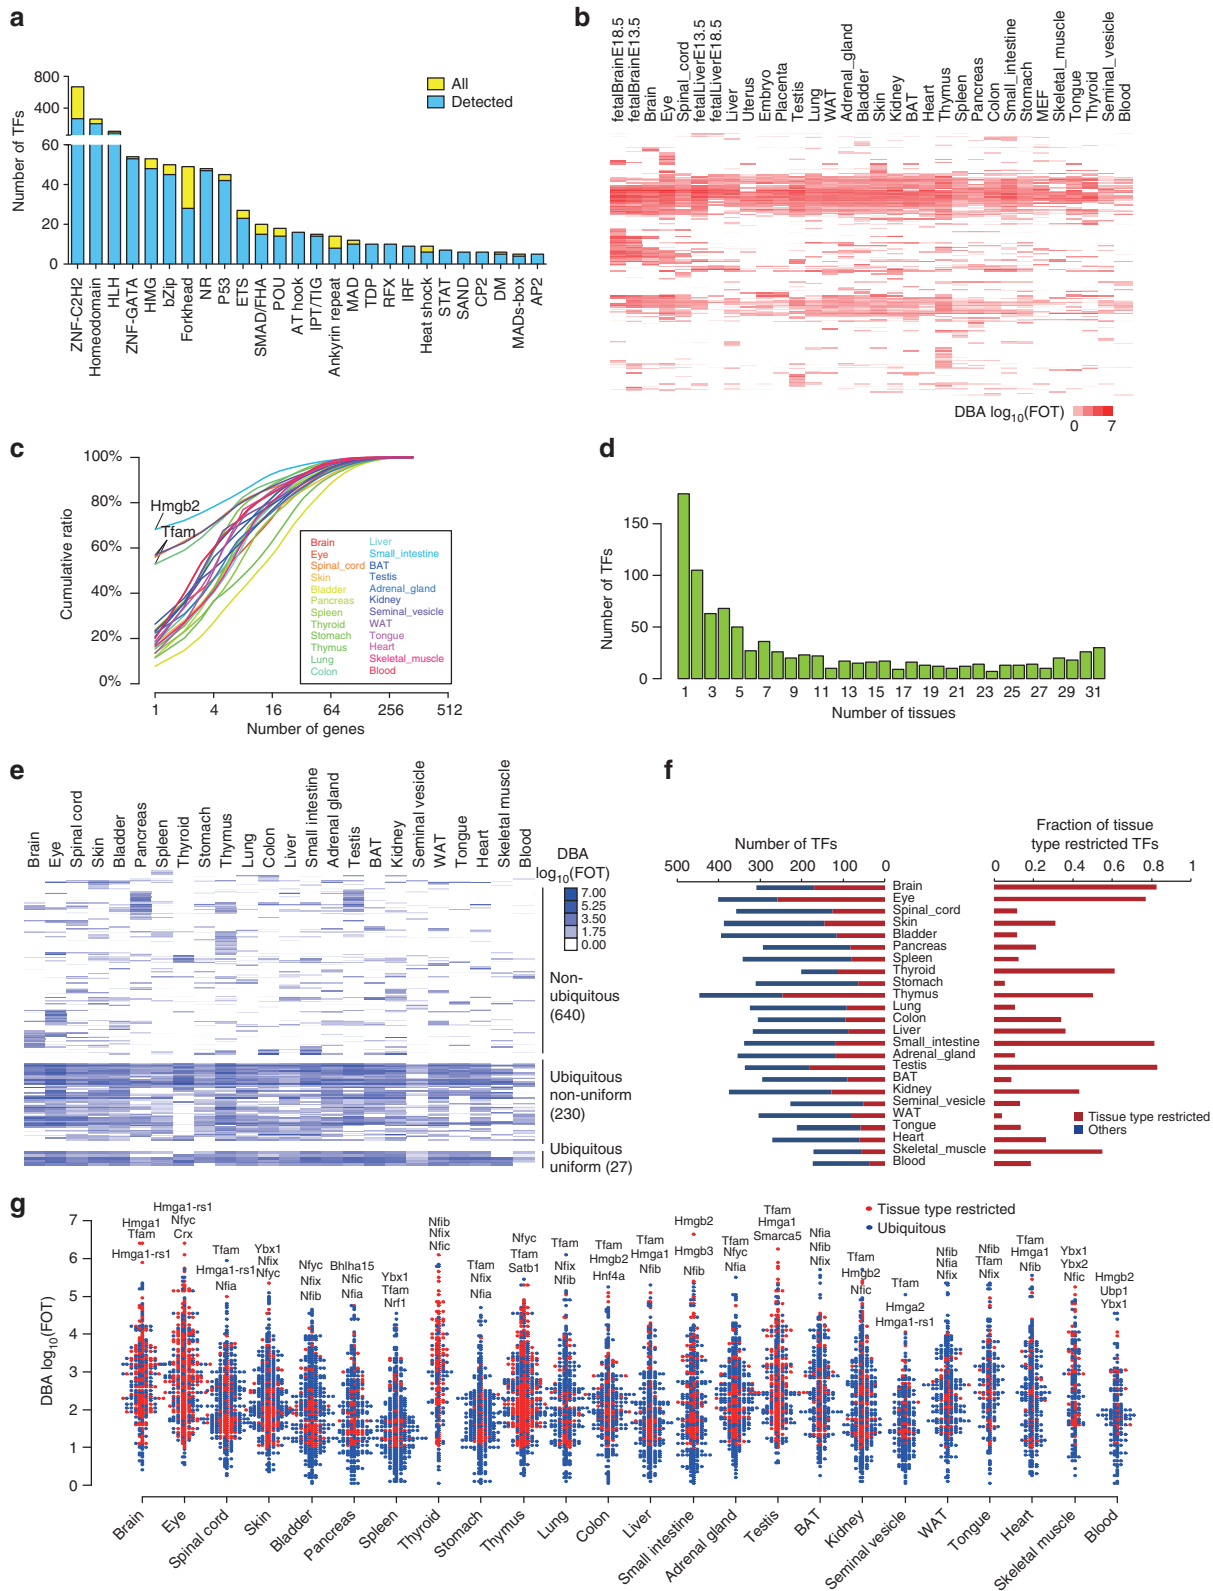 a
800
400
60
40
20
0
Number of TFs
All
Detected
ZNF-C2H2
Homeodomain
HLH
ZNF-GATA
HMG
bZip
Forkhead
NR
P53
ETS
SMAD/FHA
POU
AT hook
IPT/TIG
Ankyrin repeat
MAD
TDP
RFX
IRF
Heat shock
STAT
SAND
CP2
DM
MADs-box
AP2
b
fetalBrainE18.5
fetalBrainE13.5
Brain
Eye
Spinal_cord
fetalLiverE13.5
fetalLiverE18.5
Liver
Uterus
Embryo
Placenta
Testis
Lung
WAT
Adrenal_gland
Bladder
Skin
Kidney
BAT
Heart
Thymus
Spleen
Pancreas
Colon
Small_intestine
Stomach
MEF
Skeletal_muscle
Tongue
Thyroid
Seminal_vesicle
Blood
DBA log10(FOT)
0 7
c
100%
80%
60%
40%
20%
0%
Cumulative ratio
Hmgb2
Tfam
Brain Liver
Eye Small_intestine
Spinal_cord BAT
Skin Testis
Bladder Adrenal_gland
Pancreas Kidney
Spleen Seminal_vesicle
Thyroid WAT
Stomach Tongue
Thymus Heart
Lung Skeletal_muscle
Colon Blood
1 4 16 64 256 512
Number of genes
d
150
100
50
0
Number of TFs
1 3 5 7 9 11 13 15 17 19 21 23 25 27 29 31
Number of tissues
e
Brain
Eye
Spinal cord
Skin
Bladder
Pancreas
Spleen
Thyroid
Stomach
Thymus
Lung
Colon
Liver
Small intestine
Adrenal gland
Testis
BAT
Kidney
Seminal vesicle
WAT
Tongue
Heart
Skeletal muscle
Blood
DBA
log10(FOT)
7.00
5.25
3.50
1.75
0.00
Non-
ubiquitous
(640)
Ubiquitous
non-uniform
(230)
Ubiquitous
uniform (27)
f
Number of TFs
500 400 300 200 100 0
Fraction of tissue
type restricted TFs
0 0.2 0.4 0.6 0.8 1
Brain
Eye
Spinal_cord
Skin
Bladder
Pancreas
Spleen
Thyroid
Stomach
Thymus
Lung
Colon
Liver
Small_intestine
Adrenal_gland
Testis
BAT
Kidney
Seminal_vesicle
WAT
Tongue
Heart
Skeletal_muscle
Blood
Tissue type restricted
Others
g
7
6
5
4
3
2
1
0
DBA log10(FOT)
Tissue type restricted
Ubiquitous
Hmga1
Tfam
Hmga1-rs1
Hmga1-rs1
Nfyc
Crx
Tfam
Hmga1-rs1
Nfia
Ybx1
Nfix
Nfyc
Nfyc
Nfix
Nfib
Bhlha15
Nfic
Nfia
Ybx1
Tfam
Nrf1
Nfib
Nfix
Nfic
Tfam
Nfix
Nfia
Nfyc
Tfam
Satb1
Tfam
Nfix
Nfib
Tfam
Hmgb2
Hnf4a
Tfam
Hmga1
Nfib
Hmgb2
Hmgb3
Nfib
Tfam
Nfyc
Nfia
Tfam
Hmga1
Smarca5
Nfia
Nfib
Nfix
Tfam
Hmgb2
Nfic
Tfam
Hmga2
Hmga1-rs1
Nfib
Nfia
Nfix
Nfib
Tfam
Nfix
Tfam
Hmga1
Nfib
Ybx1
Ybx2
Nfic
Hmgb2
Ubp1
Ybx1
Brain
Eye
Spinal cord
Skin
Bladder
Pancreas
Spleen
Thyroid
Stomach
Thymus
Lung
Colon
Liver
Small intestine
Adrenal gland
Testis
BAT
Kidney
Seminal vesicle
WAT
Tongue
Heart
Skeletal muscle
Blood